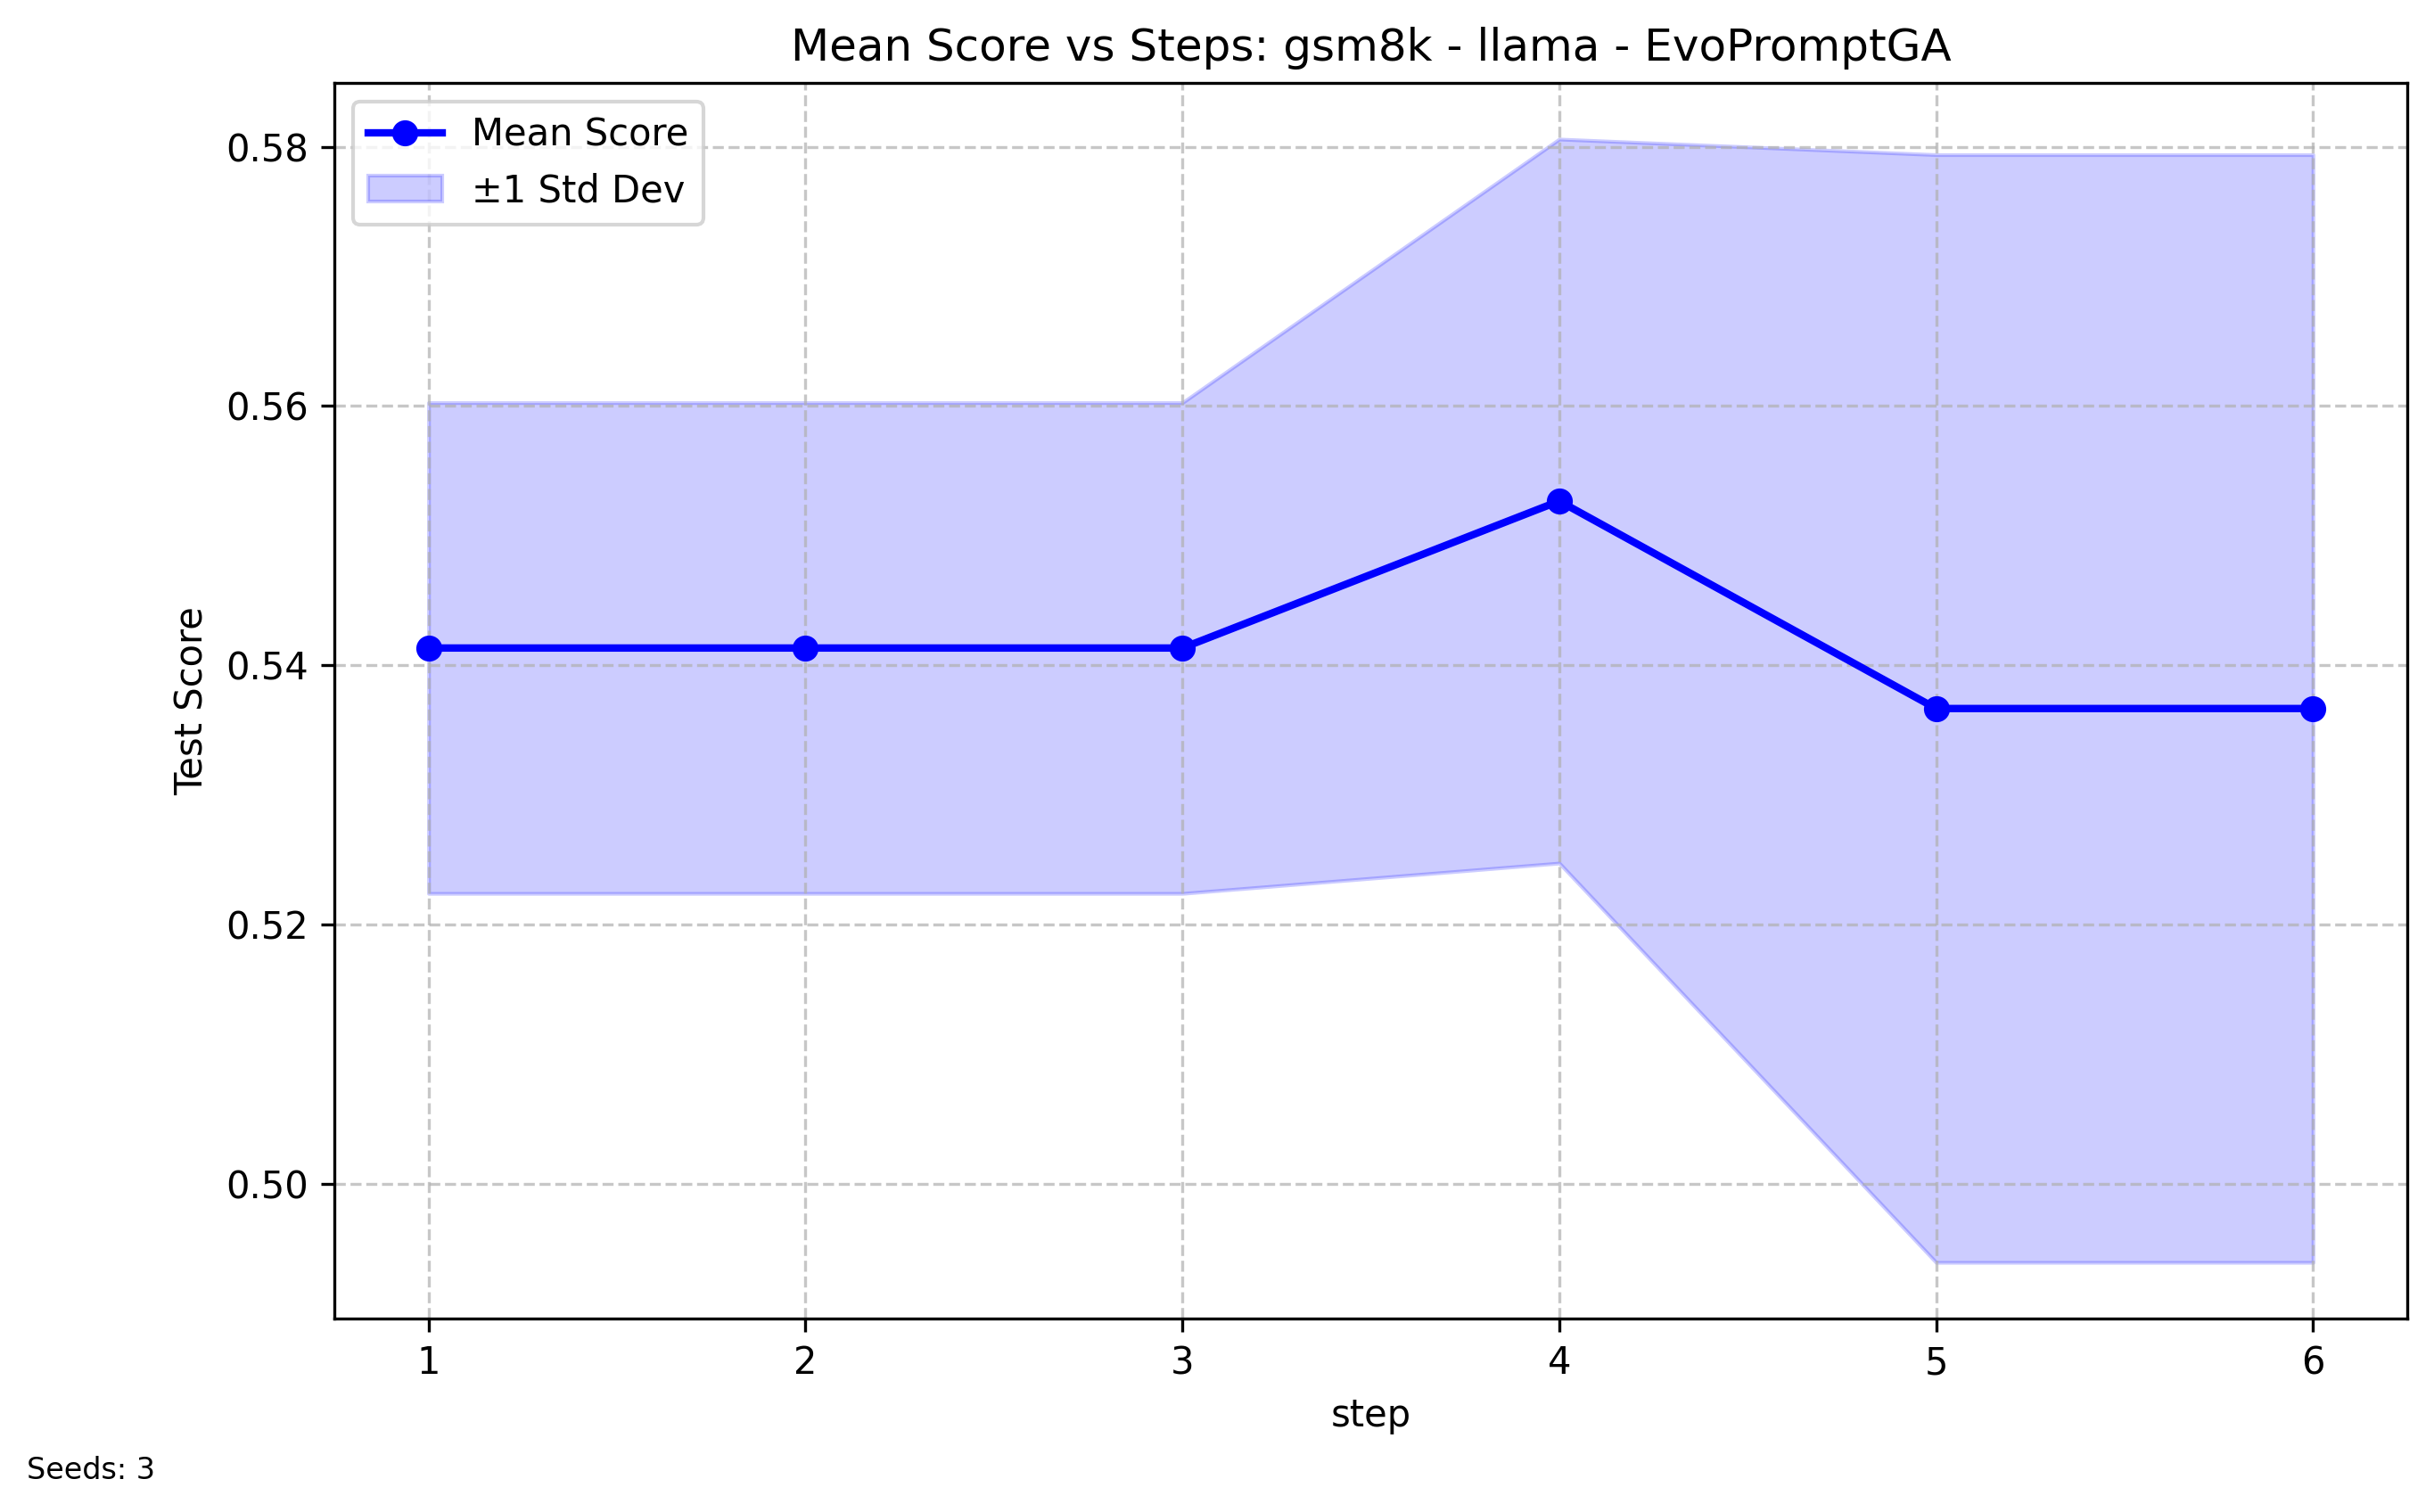 Mean Score vs Steps: gsm8k - llama - EvoPromptGA
Mean Score
±1 Std Dev
0.58
0.56
0.54
0.52
0.50
Test Score
1 2 3 4 5 6
step
Seeds: 3